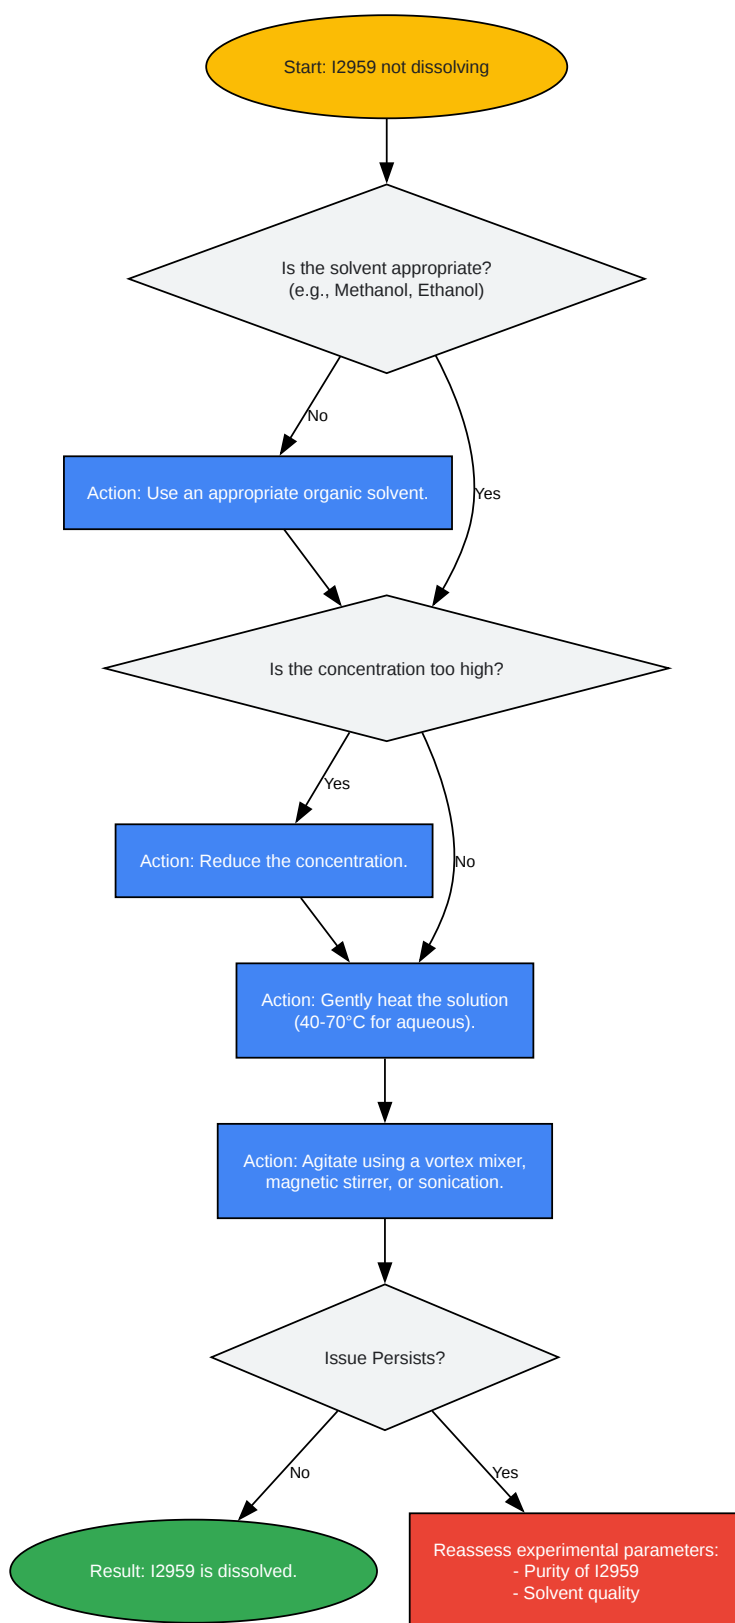 Start: I2959 not dissolving
Is the solvent appropriate?
(e.g., Methanol, Ethanol)
No
Action: Use an appropriate organic solvent.
Yes
Is the concentration too high?
Yes
Action: Reduce the concentration.
No
Action: Gently heat the solution
(40-70°C for aqueous).
Action: Agitate using a vortex mixer,
magnetic stirrer, or sonication.
Issue Persists?
No
Yes
Result: I2959 is dissolved.
Reassess experimental parameters:
- Purity of I2959
- Solvent quality